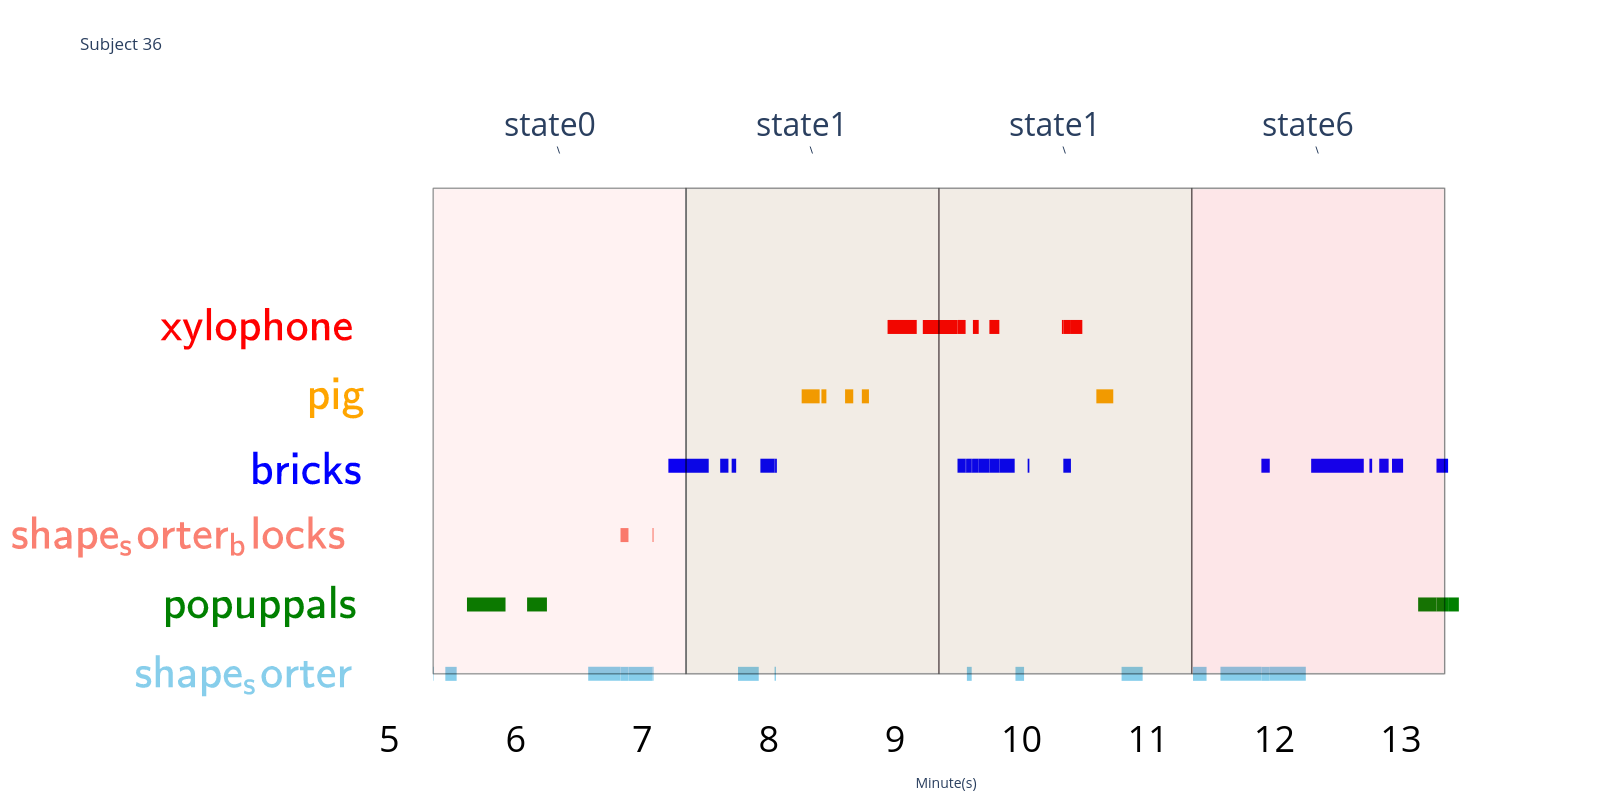 Subject 36
state0 state1 state1 state6
xylophone
pig
bricks
shapesorterblocks
popuppals
shapesorter
5 6 7 8 9 10 11 12 13
Minute(s)